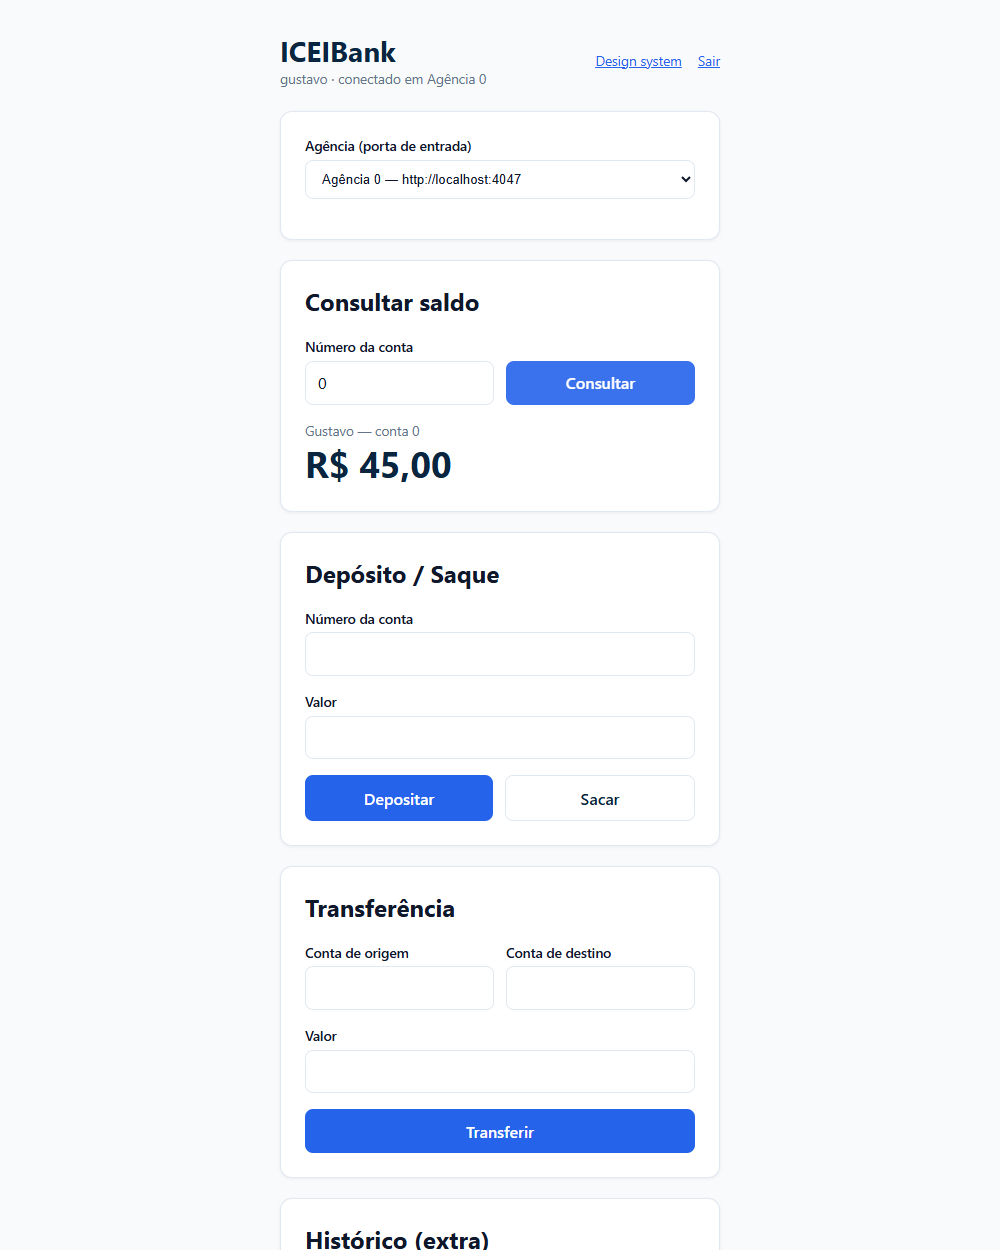 ICEIBank
gustavo · conectado em Agência 0
Design system
Sair
Agência (porta de entrada)
Agência 0 — http://localhost:4047
Consultar saldo
Número da conta
0
Consultar
Gustavo — conta 0
R$ 45,00
Depósito / Saque
Número da conta
Valor
Depositar
Sacar
Transferência
Conta de origem
Conta de destino
Valor
Transferir
Histórico (extra)